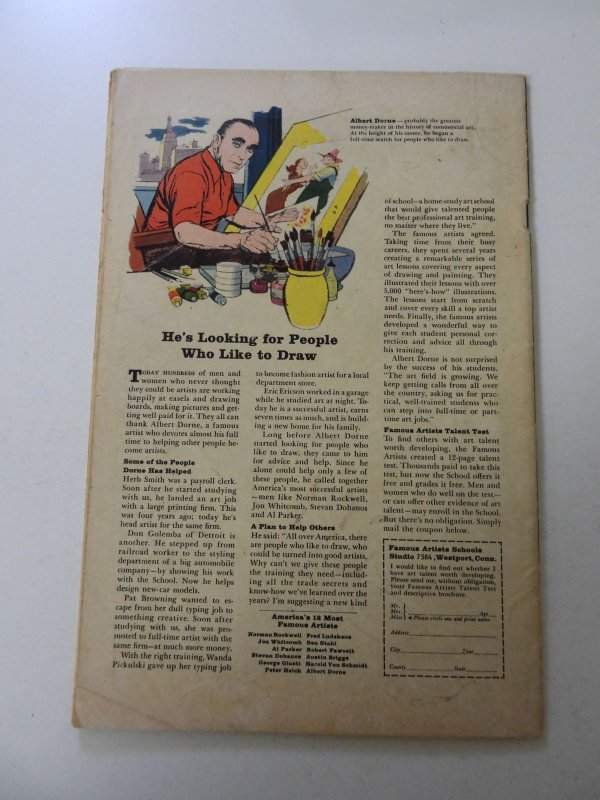 Albert Dorne—probably the greatest
money-maker in the history of commercial art.
At the height of his career, he began a
full-time search for people who like to draw.
He's Looking for People
Who Like to Draw
TODAY HUNDREDS of men and
women who never thought
they could be artists are working
happily at easels and drawing
boards, making pictures and get-
ting well paid for it. They all can
thank Albert Dorne, a famous
artist who devotes almost his full
time to helping other people be-
come artists.
Some of the People
Dorne Has Helped
Herb Smith was a payroll clerk.
Soon after he started studying
with us, he landed an art job
with a large printing firm. This
was four years ago; today he's
head artist for the same firm.
Don Golemba of Detroit is
another. He stepped up from
railroad worker to the styling
department of a big automobile
company—by showing his work
with the School. Now he helps
design new-car models.
Pat Browning wanted to es-
cape from her dull typing job to
something creative. Soon after
studying with us, she was pro-
moted to full-time artist with the
same firm—at much more money.
With the right training, Wanda
Pickulski gave up her typing job
to become fashion artist for a local
department store.
Eric Ericson worked in a garage
while he studied art at night. To-
day he is a successful artist, earns
seven times as much, and is build-
ing a new home for his family.
Long before Albert Dorne
started looking for people who
like to draw, they came to him
for advice and help. Since he
alone could help only a few of
these people, he called together
America's most successful artists
—men like Norman Rockwell,
Jon Whitcomb, Stevan Dohanos
and Al Parker.
A Plan to Help Others
He said: "All over America, there
are people who like to draw, who
could be turned into good artists.
Why can't we give these people
the training they need—includ-
ing all the trade secrets and
know-how we've learned over the
years? I'm suggesting a new kind
America's 12 Most
Famous Artists
Norman Rockwell Fred Ludekens
Jon Whitcomb Ben Stahl
Al Parker Robert Fawcett
Stevan Dohanos Austin Briggs
George Giusti Harold Von Schmidt
Peter Helck Albert Dorne
of school—a home-study art school
that would give talented people
the best professional art training,
no matter where they live."
The famous artists agreed.
Taking time from their busy
careers, they spent several years
creating a remarkable series of
art lessons covering every aspect
of drawing and painting. They
illustrated their lessons with over
5,000 "here's-how" illustrations.
The lessons start from scratch
and cover every skill a top artist
needs. Finally, the famous artists
developed a wonderful way to
give each student personal cor-
rection and advice all through
his training.
Albert Dorne is not surprised
by the success of his students.
"The art field is growing. We
keep getting calls from all over
the country, asking us for prac-
tical, well-trained students who
can step into full-time or part-
time art jobs."
Famous Artists Talent Test
To find others with art talent
worth developing, the Famous
Artists created a 12-page talent
test. Thousands paid to take this
test, but now the School offers it
free and grades it free. Men and
women who do well on the test—
or can offer other evidence of art
talent—may enroll in the School.
But there's no obligation. Simply
mail the coupon below.
Famous Artists Schools
Studio 7384, Westport, Conn.
I would like to find out whether I
have art talent worth developing.
Please send me, without obligation,
your Famous Artists Talent Test
and descriptive brochure.
Mr.
Mrs. Age
Miss Please circle one and print name
Address
City Zone
County State